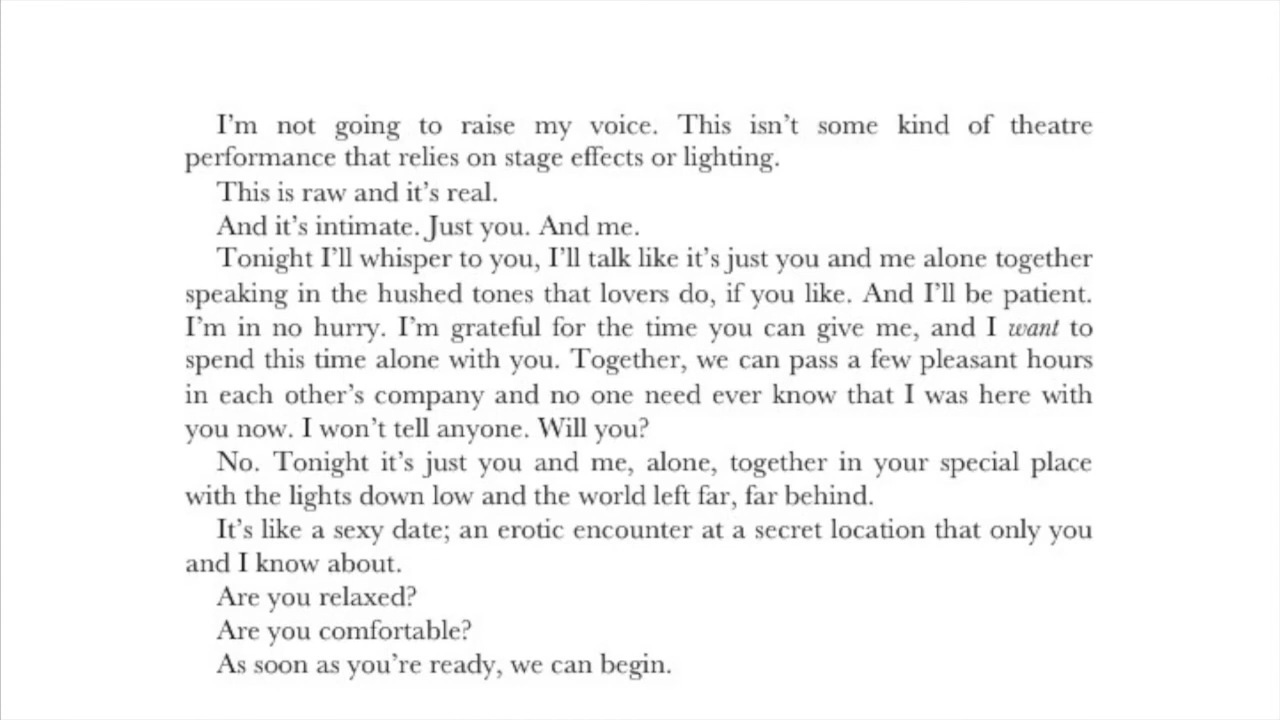 I'm not going to raise my voice. This isn't some kind of theatre
performance that relies on stage effects or lighting.
This is raw and it's real.
And it's intimate. Just you. And me.
Tonight I'll whisper to you, I'll talk like it's just you and me alone together
speaking in the hushed tones that lovers do, if you like. And I'll be patient.
I'm in no hurry. I'm grateful for the time you can give me, and I want to
spend this time alone with you. Together, we can pass a few pleasant hours
in each other's company and no one need ever know that I was here with
you now. I won't tell anyone. Will you?
No. Tonight it's just you and me, alone, together in your special place
with the lights down low and the world left far, far behind.
It's like a sexy date; an erotic encounter at a secret location that only you
and I know about.
Are you relaxed?
Are you comfortable?
As soon as you're ready, we can begin.